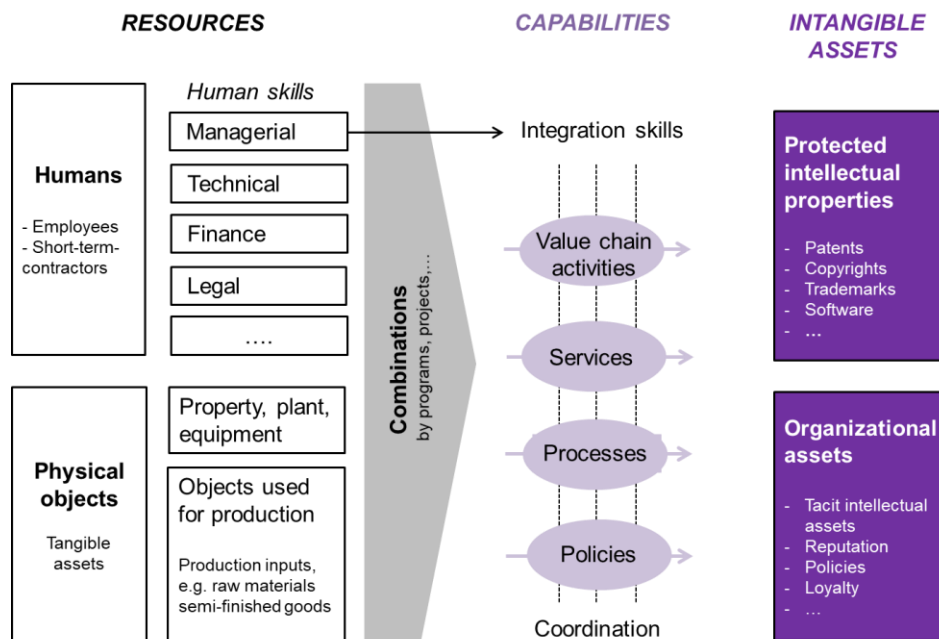 RESOURCES
CAPABILITIES
INTANGIBLE
ASSETS
Humans
- Employees
- Short-term-
contractors
Human skills
Managerial
Technical
Finance
Legal
....
Physical
objects
Tangible
assets
Property, plant,
equipment
Objects used
for production
Production inputs,
e.g. raw materials
semi-finished goods
Combinations
by programs, projects,...
Integration skills
Value chain
activities
Services
Processes
Policies
Coordination
Protected
intellectual
properties
- Patents
- Copyrights
- Trademarks
- Software
- ...
Organizational
assets
- Tacit intellectual
assets
- Reputation
- Policies
- Loyalty
- ...